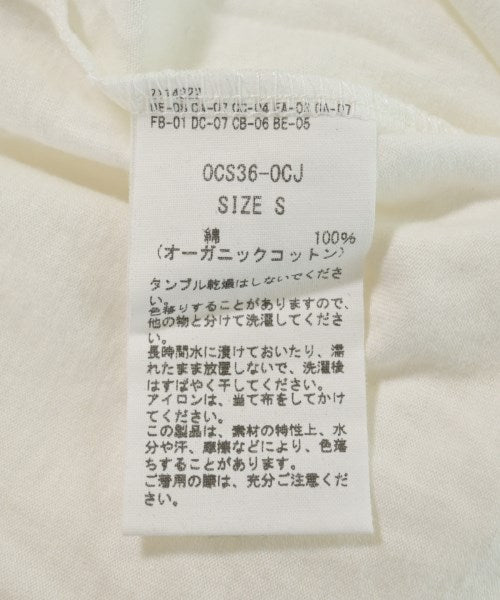 FB-01 DC-07 CB-06 BE-05
OCS36-OCJ
SIZE S
綿 100%
(オーガニックコットン)
タンブル乾燥はしないでくださ
い。
色移りすることがありますので、
他の物と分けて洗濯してくださ
い。
長時間水に漬けておいたり、濡
れたまま放置しないで、洗濯後
はすばやく干してください。
アイロンは、当て布をしてかけ
てください。
この製品は、素材の特性上、水
分や汗、摩擦などにより、色落
ちすることがあります。
ご着用の際は、充分ご注意くだ
さい。